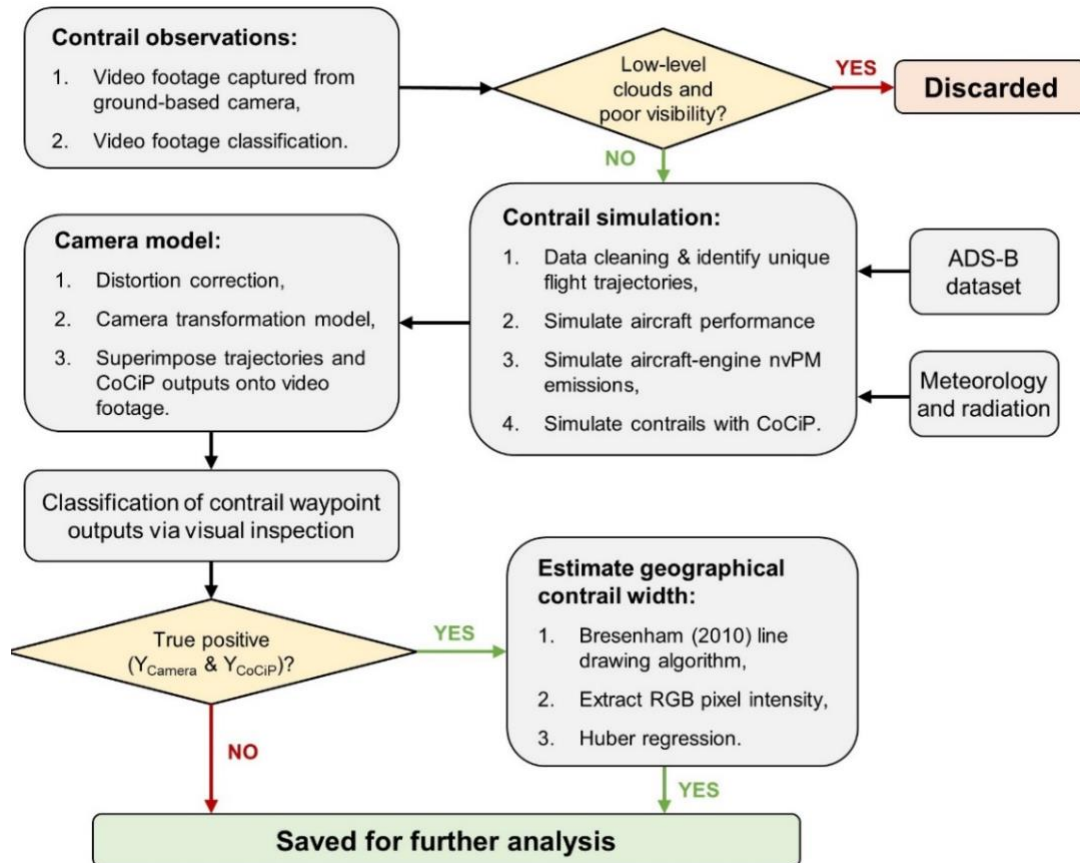 Contrail observations:
1. Video footage captured from
ground-based camera,
2. Video footage classification.
Low-level
clouds and
poor visibility?
YES
Discarded
NO
Contrail simulation:
1. Data cleaning & identify unique
flight trajectories,
2. Simulate aircraft performance
3. Simulate aircraft-engine nvPM
emissions,
4. Simulate contrails with CoCiP.
ADS-B
dataset
Meteorology
and radiation
Camera model:
1. Distortion correction,
2. Camera transformation model,
3. Superimpose trajectories and
CoCiP outputs onto video
footage.
Classification of contrail waypoint
outputs via visual inspection
True positive
(YCamera & YCoCiP)?
YES
Estimate geographical
contrail width:
1. Bresenham (2010) line
drawing algorithm,
2. Extract RGB pixel intensity,
3. Huber regression.
NO
YES
Saved for further analysis